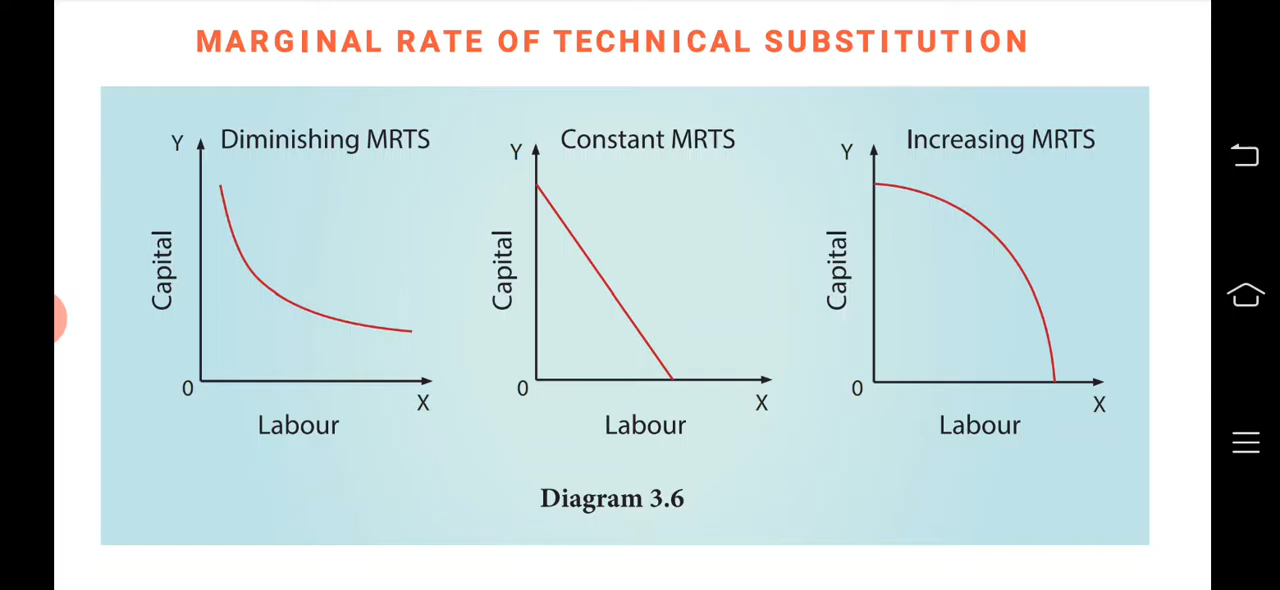 MARGINAL RATE OF TECHNICAL SUBSTITUTION
Y
Diminishing MRTS
Capital
0
X
Labour
Y
Constant MRTS
Capital
0
X
Labour
Y
Increasing MRTS
Capital
0
X
Labour
Diagram 3.6